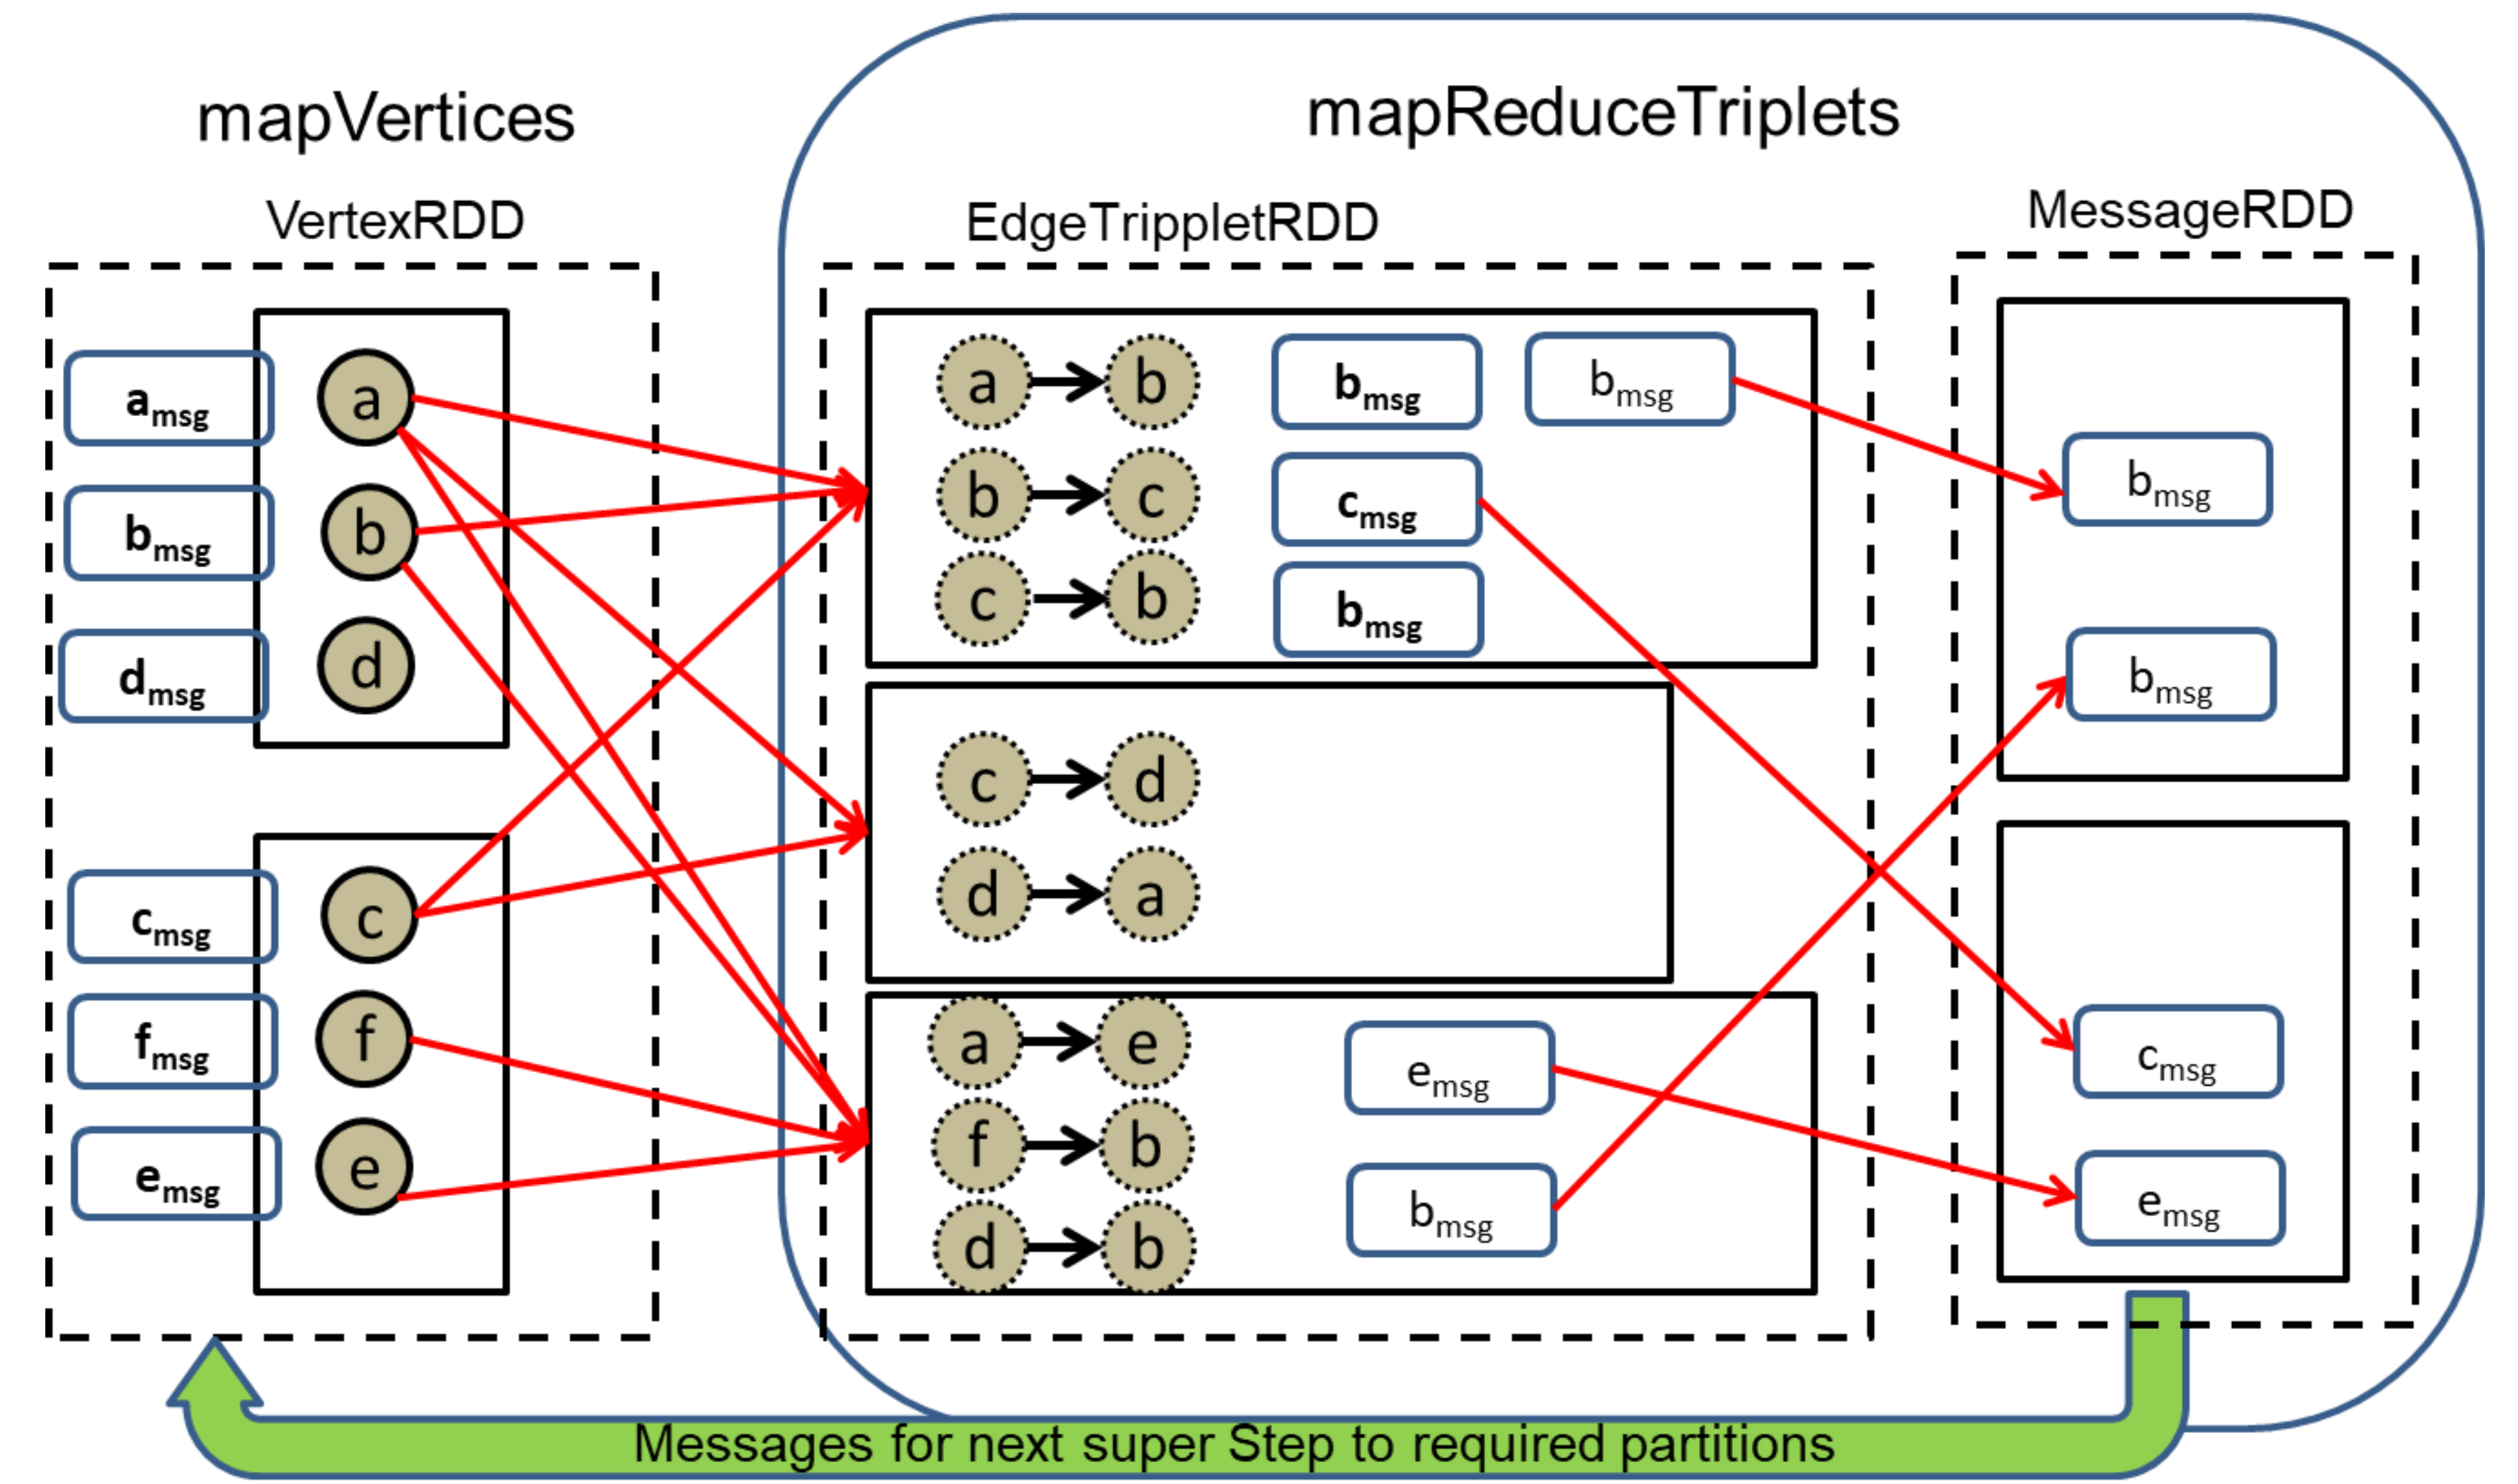 mapVertices
mapReduceTriplets
VertexRDD
EdgeTrippletRDD
MessageRDD
amsg
a
bmsg
b
dmsg
d
cmsg
c
fmsg
f
emsg
e
a b bmsg bmsg
b c cmsg
c b bmsg
c d
d a
a e emsg
f b
d b bmsg
bmsg
bmsg
cmsg
emsg
Messages for next super Step to required partitions